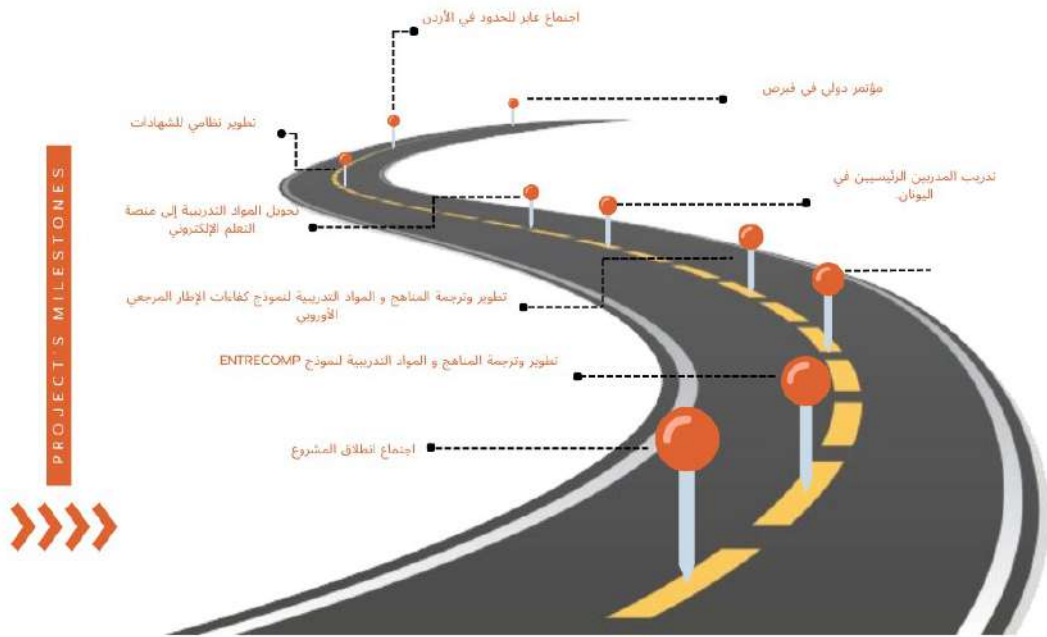 اجتماع عابر للحدود في الأردن
مؤتمر دولي في قبرص
تطوير نظامي للشهادات
تدريب المدربين الرئيسيين في
اليونان
تحويل المواد التدريبية إلى منصة
التعلم الإلكتروني
تطوير وترجمة المناهج و المواد التدريبية لنموذج كفاءات الإطار المرجعي
الأوروبي
تطوير وترجمة المناهج و المواد التدريبية لنموذج ENTRECOMP
اجتماع انطلاق المشروع
PROJECT'S MILESTONES